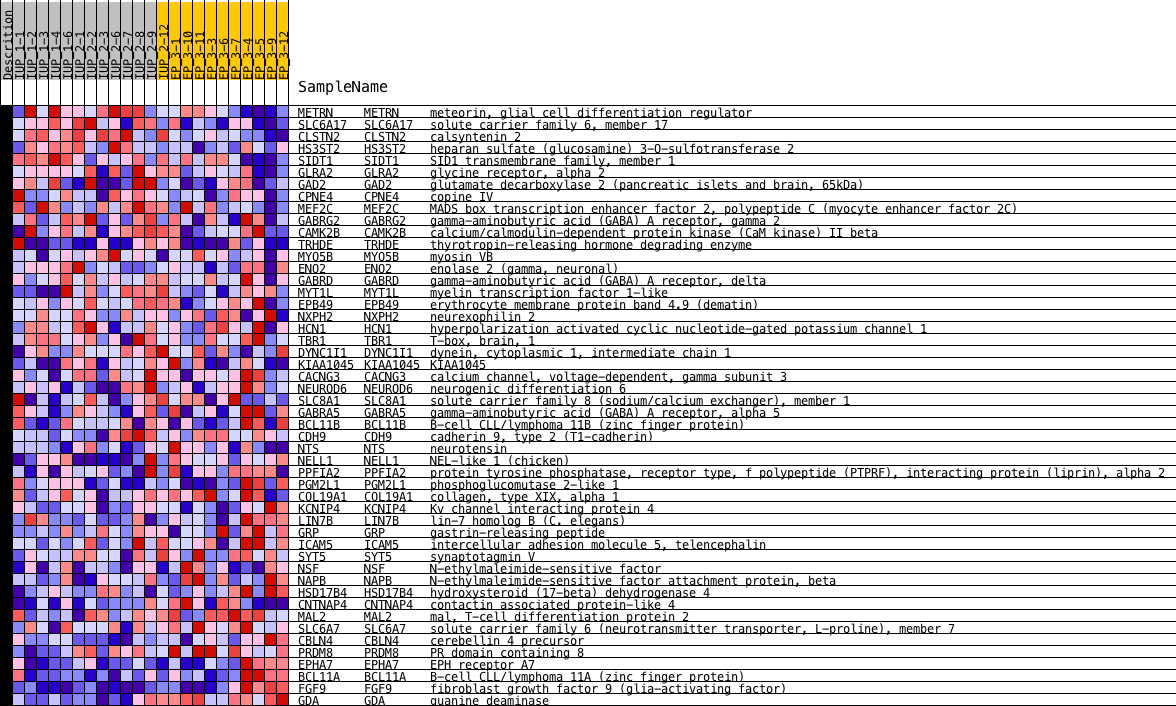 Descrition
IUP_1-1
IUP_1-2
IUP_1-3
IUP_1-4
IUP_1-6
IUP_2-1
IUP_2-2
IUP_2-3
IUP_2-6
IUP_2-7
IUP_2-8
IUP_2-9
IUP_2-12
EP_3-1
EP_3-10
EP_3-11
EP_3-3
EP_3-6
EP_3-7
EP_3-4
EP_3-5
EP_3-9
EP_3-12
SampleName
METRN METRN meteorin, glial cell differentiation regulator
SLC6A17 SLC6A17 solute carrier family 6, member 17
CLSTN2 CLSTN2 calsyntenin 2
HS3ST2 HS3ST2 heparan sulfate (glucosamine) 3-O-sulfotransferase 2
SIDT1 SIDT1 SID1 transmembrane family, member 1
GLRA2 GLRA2 glycine receptor, alpha 2
GAD2 GAD2 glutamate decarboxylase 2 (pancreatic islets and brain, 65kDa)
CPNE4 CPNE4 copine IV
MEF2C MEF2C MADS box transcription enhancer factor 2, polypeptide C (myocyte enhancer factor 2C)
GABRG2 GABRG2 gamma-aminobutyric acid (GABA) A receptor, gamma 2
CAMK2B CAMK2B calcium/calmodulin-dependent protein kinase (CaM kinase) II beta
TRHDE TRHDE thyrotropin-releasing hormone degrading enzyme
MYO5B MYO5B myosin VB
ENO2 ENO2 enolase 2 (gamma, neuronal)
GABRD GABRD gamma-aminobutyric acid (GABA) A receptor, delta
MYT1L MYT1L myelin transcription factor 1-like
EPB49 EPB49 erythrocyte membrane protein band 4.9 (dematin)
NXPH2 NXPH2 neurexophilin 2
HCN1 HCN1 hyperpolarization activated cyclic nucleotide-gated potassium channel 1
TBR1 TBR1 T-box, brain, 1
DYNC1I1 DYNC1I1 dynein, cytoplasmic 1, intermediate chain 1
KIAA1045 KIAA1045 KIAA1045
CACNG3 CACNG3 calcium channel, voltage-dependent, gamma subunit 3
NEUROD6 NEUROD6 neurogenic differentiation 6
SLC8A1 SLC8A1 solute carrier family 8 (sodium/calcium exchanger), member 1
GABRA5 GABRA5 gamma-aminobutyric acid (GABA) A receptor, alpha 5
BCL11B BCL11B B-cell CLL/lymphoma 11B (zinc finger protein)
CDH9 CDH9 cadherin 9, type 2 (T1-cadherin)
NTS NTS neurotensin
NELL1 NELL1 NEL-like 1 (chicken)
PPFIA2 PPFIA2 protein tyrosine phosphatase, receptor type, f polypeptide (PTPRF), interacting protein (liprin), alpha 2
PGM2L1 PGM2L1 phosphoglucomutase 2-like 1
COL19A1 COL19A1 collagen, type XIX, alpha 1
KCNIP4 KCNIP4 Kv channel interacting protein 4
LIN7B LIN7B lin-7 homolog B (C. elegans)
GRP GRP gastrin-releasing peptide
ICAM5 ICAM5 intercellular adhesion molecule 5, telencephalin
SYT5 SYT5 synaptotagmin V
NSF NSF N-ethylmaleimide-sensitive factor
NAPB NAPB N-ethylmaleimide-sensitive factor attachment protein, beta
HSD17B4 HSD17B4 hydroxysteroid (17-beta) dehydrogenase 4
CNTNAP4 CNTNAP4 contactin associated protein-like 4
MAL2 MAL2 mal, T-cell differentiation protein 2
SLC6A7 SLC6A7 solute carrier family 6 (neurotransmitter transporter, L-proline), member 7
CBLN4 CBLN4 cerebellin 4 precursor
PRDM8 PRDM8 PR domain containing 8
EPHA7 EPHA7 EPH receptor A7
BCL11A BCL11A B-cell CLL/lymphoma 11A (zinc finger protein)
FGF9 FGF9 fibroblast growth factor 9 (glia-activating factor)
GDA GDA guanine deaminase